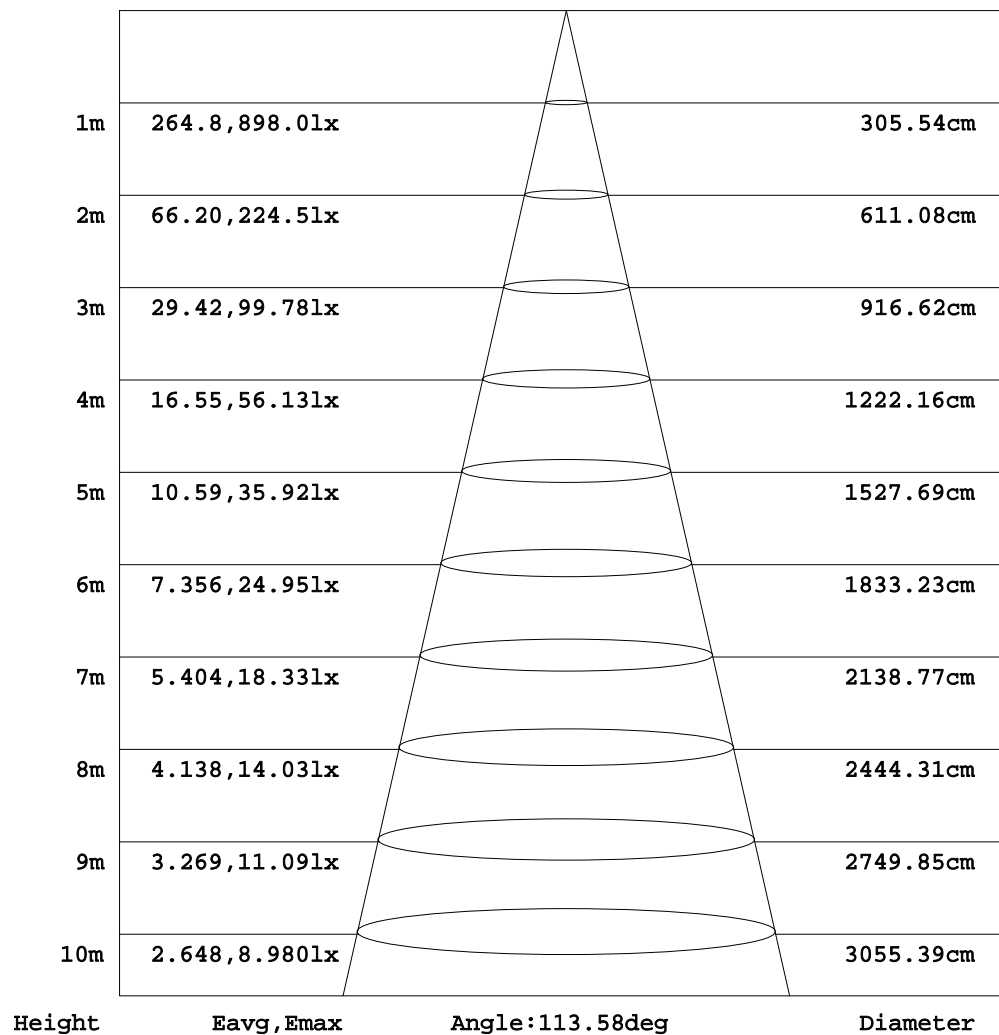 1m 264.8,898.0lx 305.54cm
2m 66.20,224.5lx 611.08cm
3m 29.42,99.78lx 916.62cm
4m 16.55,56.13lx 1222.16cm
5m 10.59,35.92lx 1527.69cm
6m 7.356,24.95lx 1833.23cm
7m 5.404,18.33lx 2138.77cm
8m 4.138,14.03lx 2444.31cm
9m 3.269,11.09lx 2749.85cm
10m 2.648,8.980lx 3055.39cm
Height Eavg,Emax Angle:113.58deg Diameter